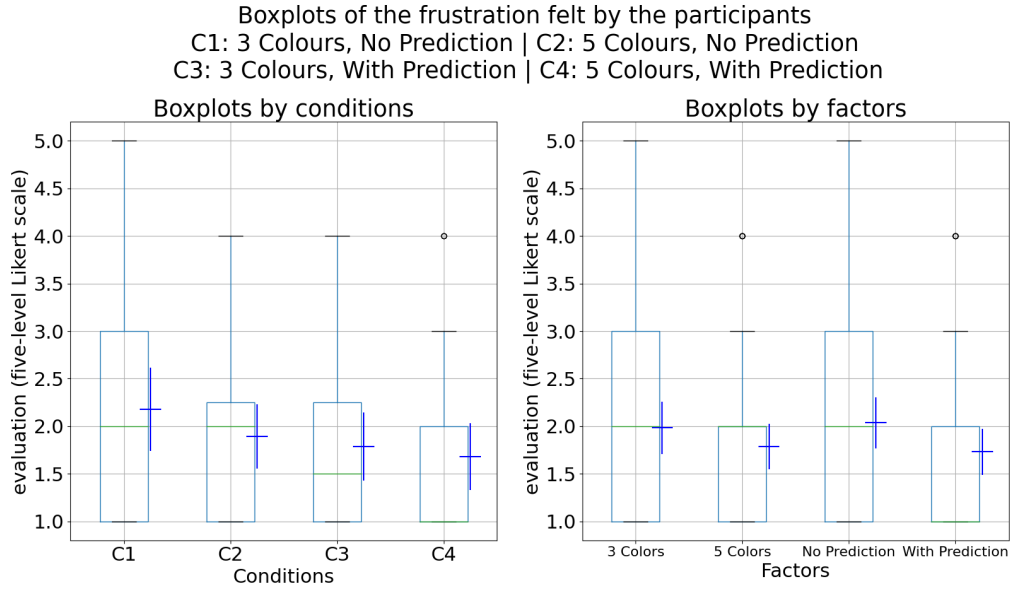 Boxplots of the frustration felt by the participants
C1: 3 Colours, No Prediction | C2: 5 Colours, No Prediction
C3: 3 Colours, With Prediction | C4: 5 Colours, With Prediction
Boxplots by conditions
evaluation (five-level Likert scale)
5.0
4.5
4.0
3.5
3.0
2.5
2.0
1.5
1.0
C1 C2 C3 C4
Conditions
Boxplots by factors
evaluation (five-level Likert scale)
5.0
4.5
4.0
3.5
3.0
2.5
2.0
1.5
1.0
3 Colors 5 Colors No Prediction With Prediction
Factors